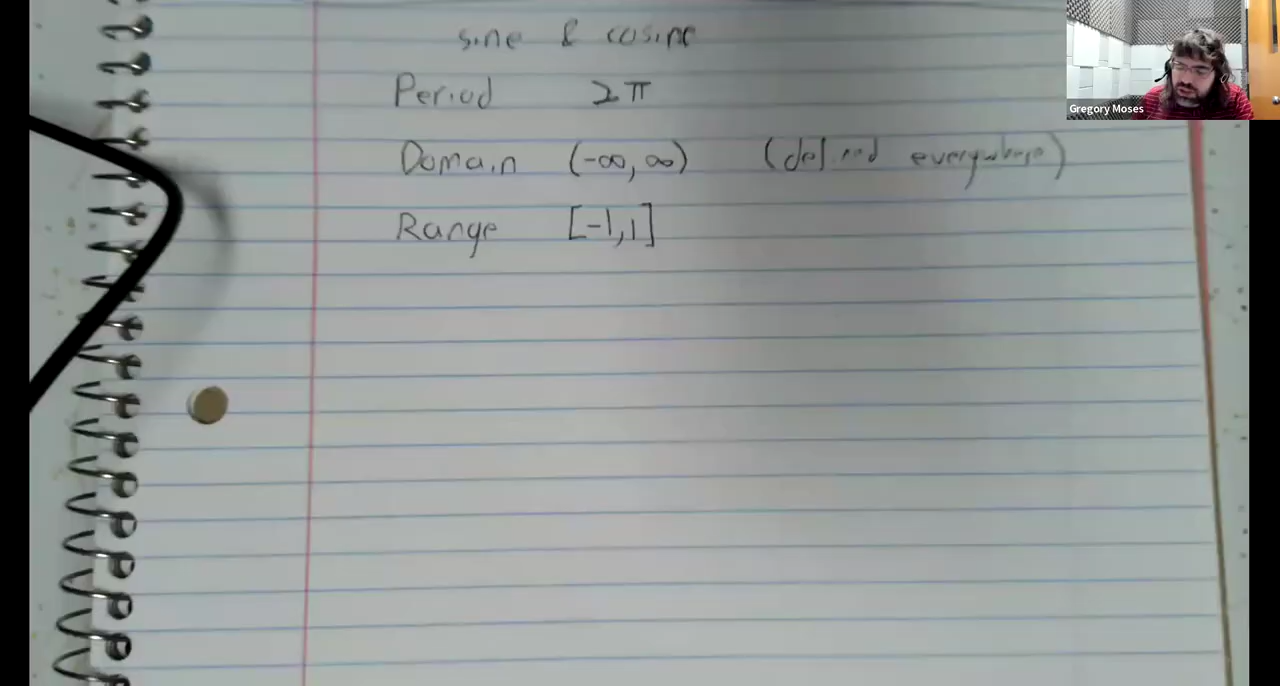 sine & cosine
Period 2π
Domain (-∞, ∞) (defined everywhere)
Range [-1, 1]
Gregory Moses